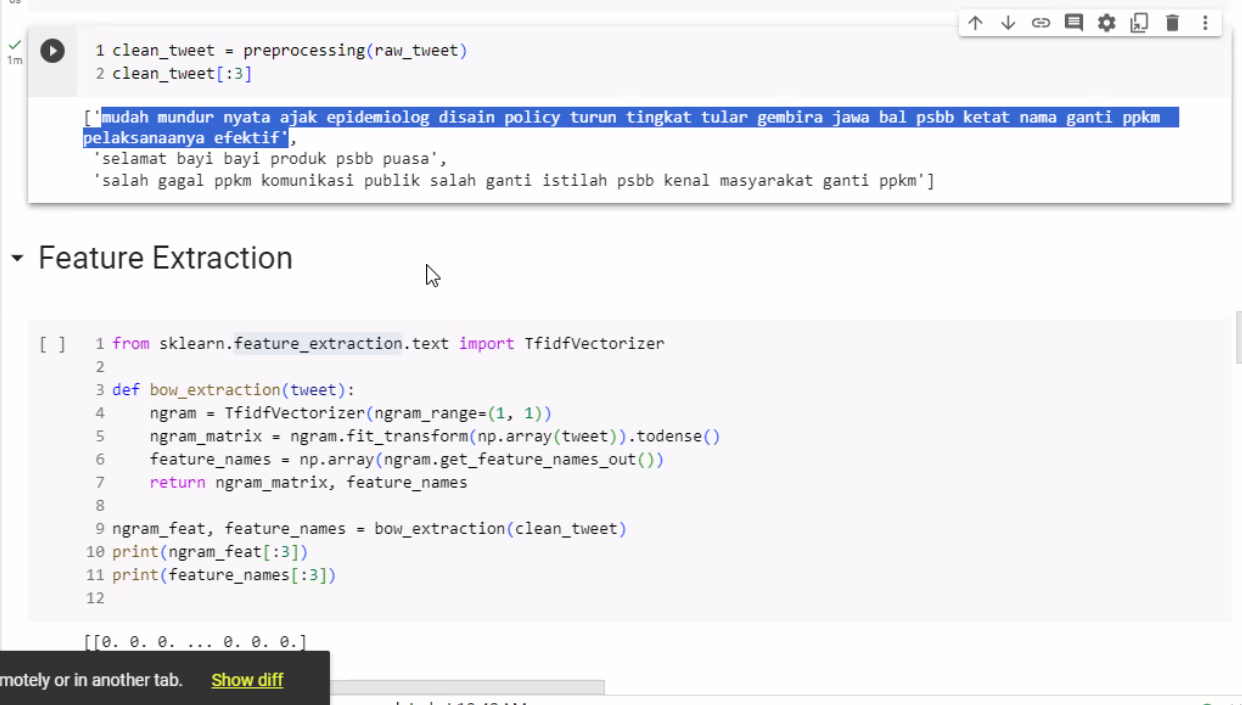 1m
1 clean_tweet = preprocessing(raw_tweet)
2 clean_tweet[:3]
['mudah mundur nyata ajak epidemiolog disain policy turun tingkat tular gembira jawa bal psbb ketat nama ganti ppkm
pelaksanaanya efektif',
'selamat bayi bayi produk psbb puasa',
'salah gagal ppkm komunikasi publik salah ganti istilah psbb kenal masyarakat ganti ppkm']
Feature Extraction
[ ] 1 from sklearn.feature_extraction.text import TfidfVectorizer
2
3 def bow_extraction(tweet):
4 ngram = TfidfVectorizer(ngram_range=(1, 1))
5 ngram_matrix = ngram.fit_transform(np.array(tweet)).todense()
6 feature_names = np.array(ngram.get_feature_names_out())
7 return ngram_matrix, feature_names
8
9 ngram_feat, feature_names = bow_extraction(clean_tweet)
10 print(ngram_feat[:3])
11 print(feature_names[:3])
12
[[0. 0. 0. ... 0. 0. 0.]
motely or in another tab. Show diff